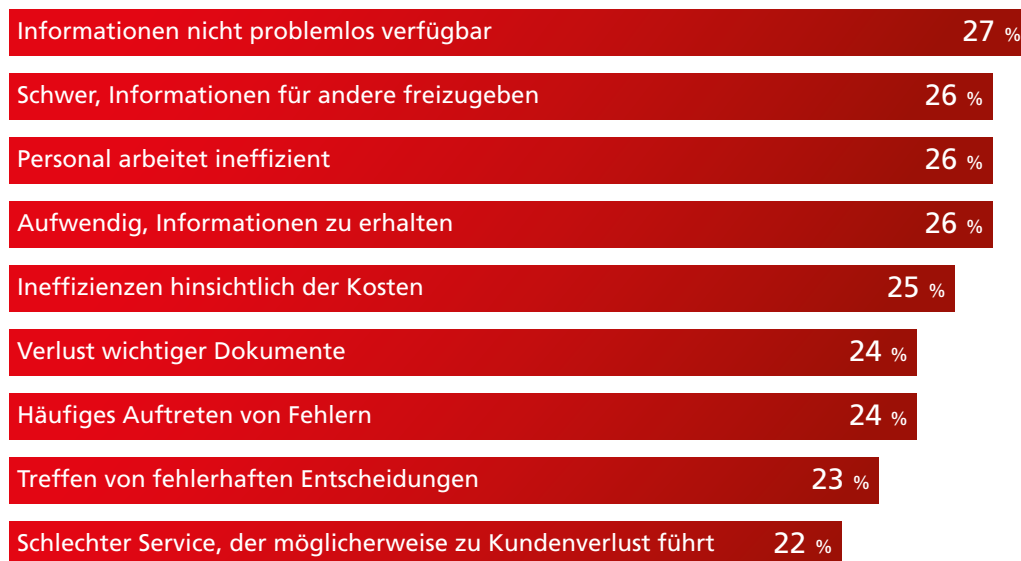 Informationen nicht problemlos verfügbar 27 %
Schwer, Informationen für andere freizugeben 26 %
Personal arbeitet ineffizient 26 %
Aufwendig, Informationen zu erhalten 26 %
Ineffizienzen hinsichtlich der Kosten 25 %
Verlust wichtiger Dokumente 24 %
Häufiges Auftreten von Fehlern 24 %
Treffen von fehlerhaften Entscheidungen 23 %
Schlechter Service, der möglicherweise zu Kundenverlust führt 22 %